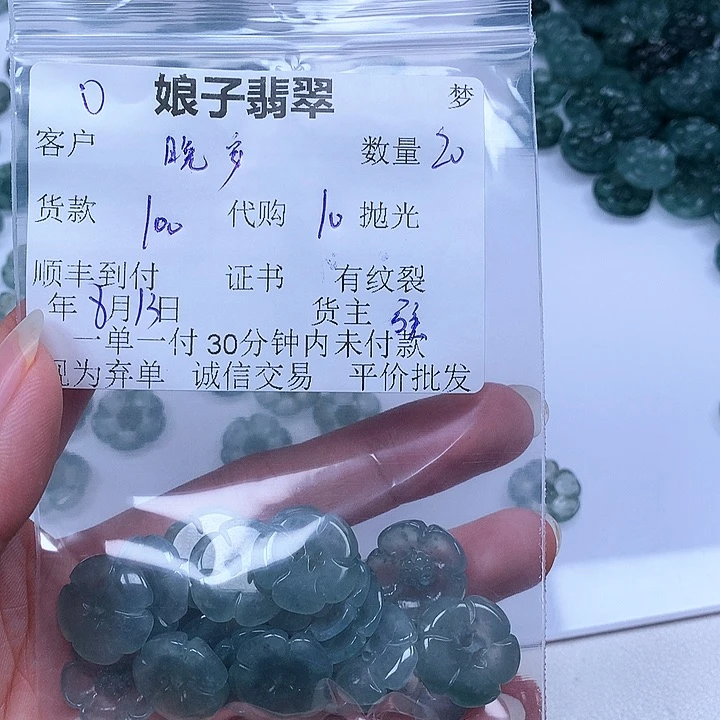 0 娘子翡翠 梦
客户 晚安 数量 20
货款 100 代购 10 抛光
顺丰到付 证书 有纹裂
年 8月13日 货主 强
一单一付 30分钟内未付款
视为弃单 诚信交易 平价批发